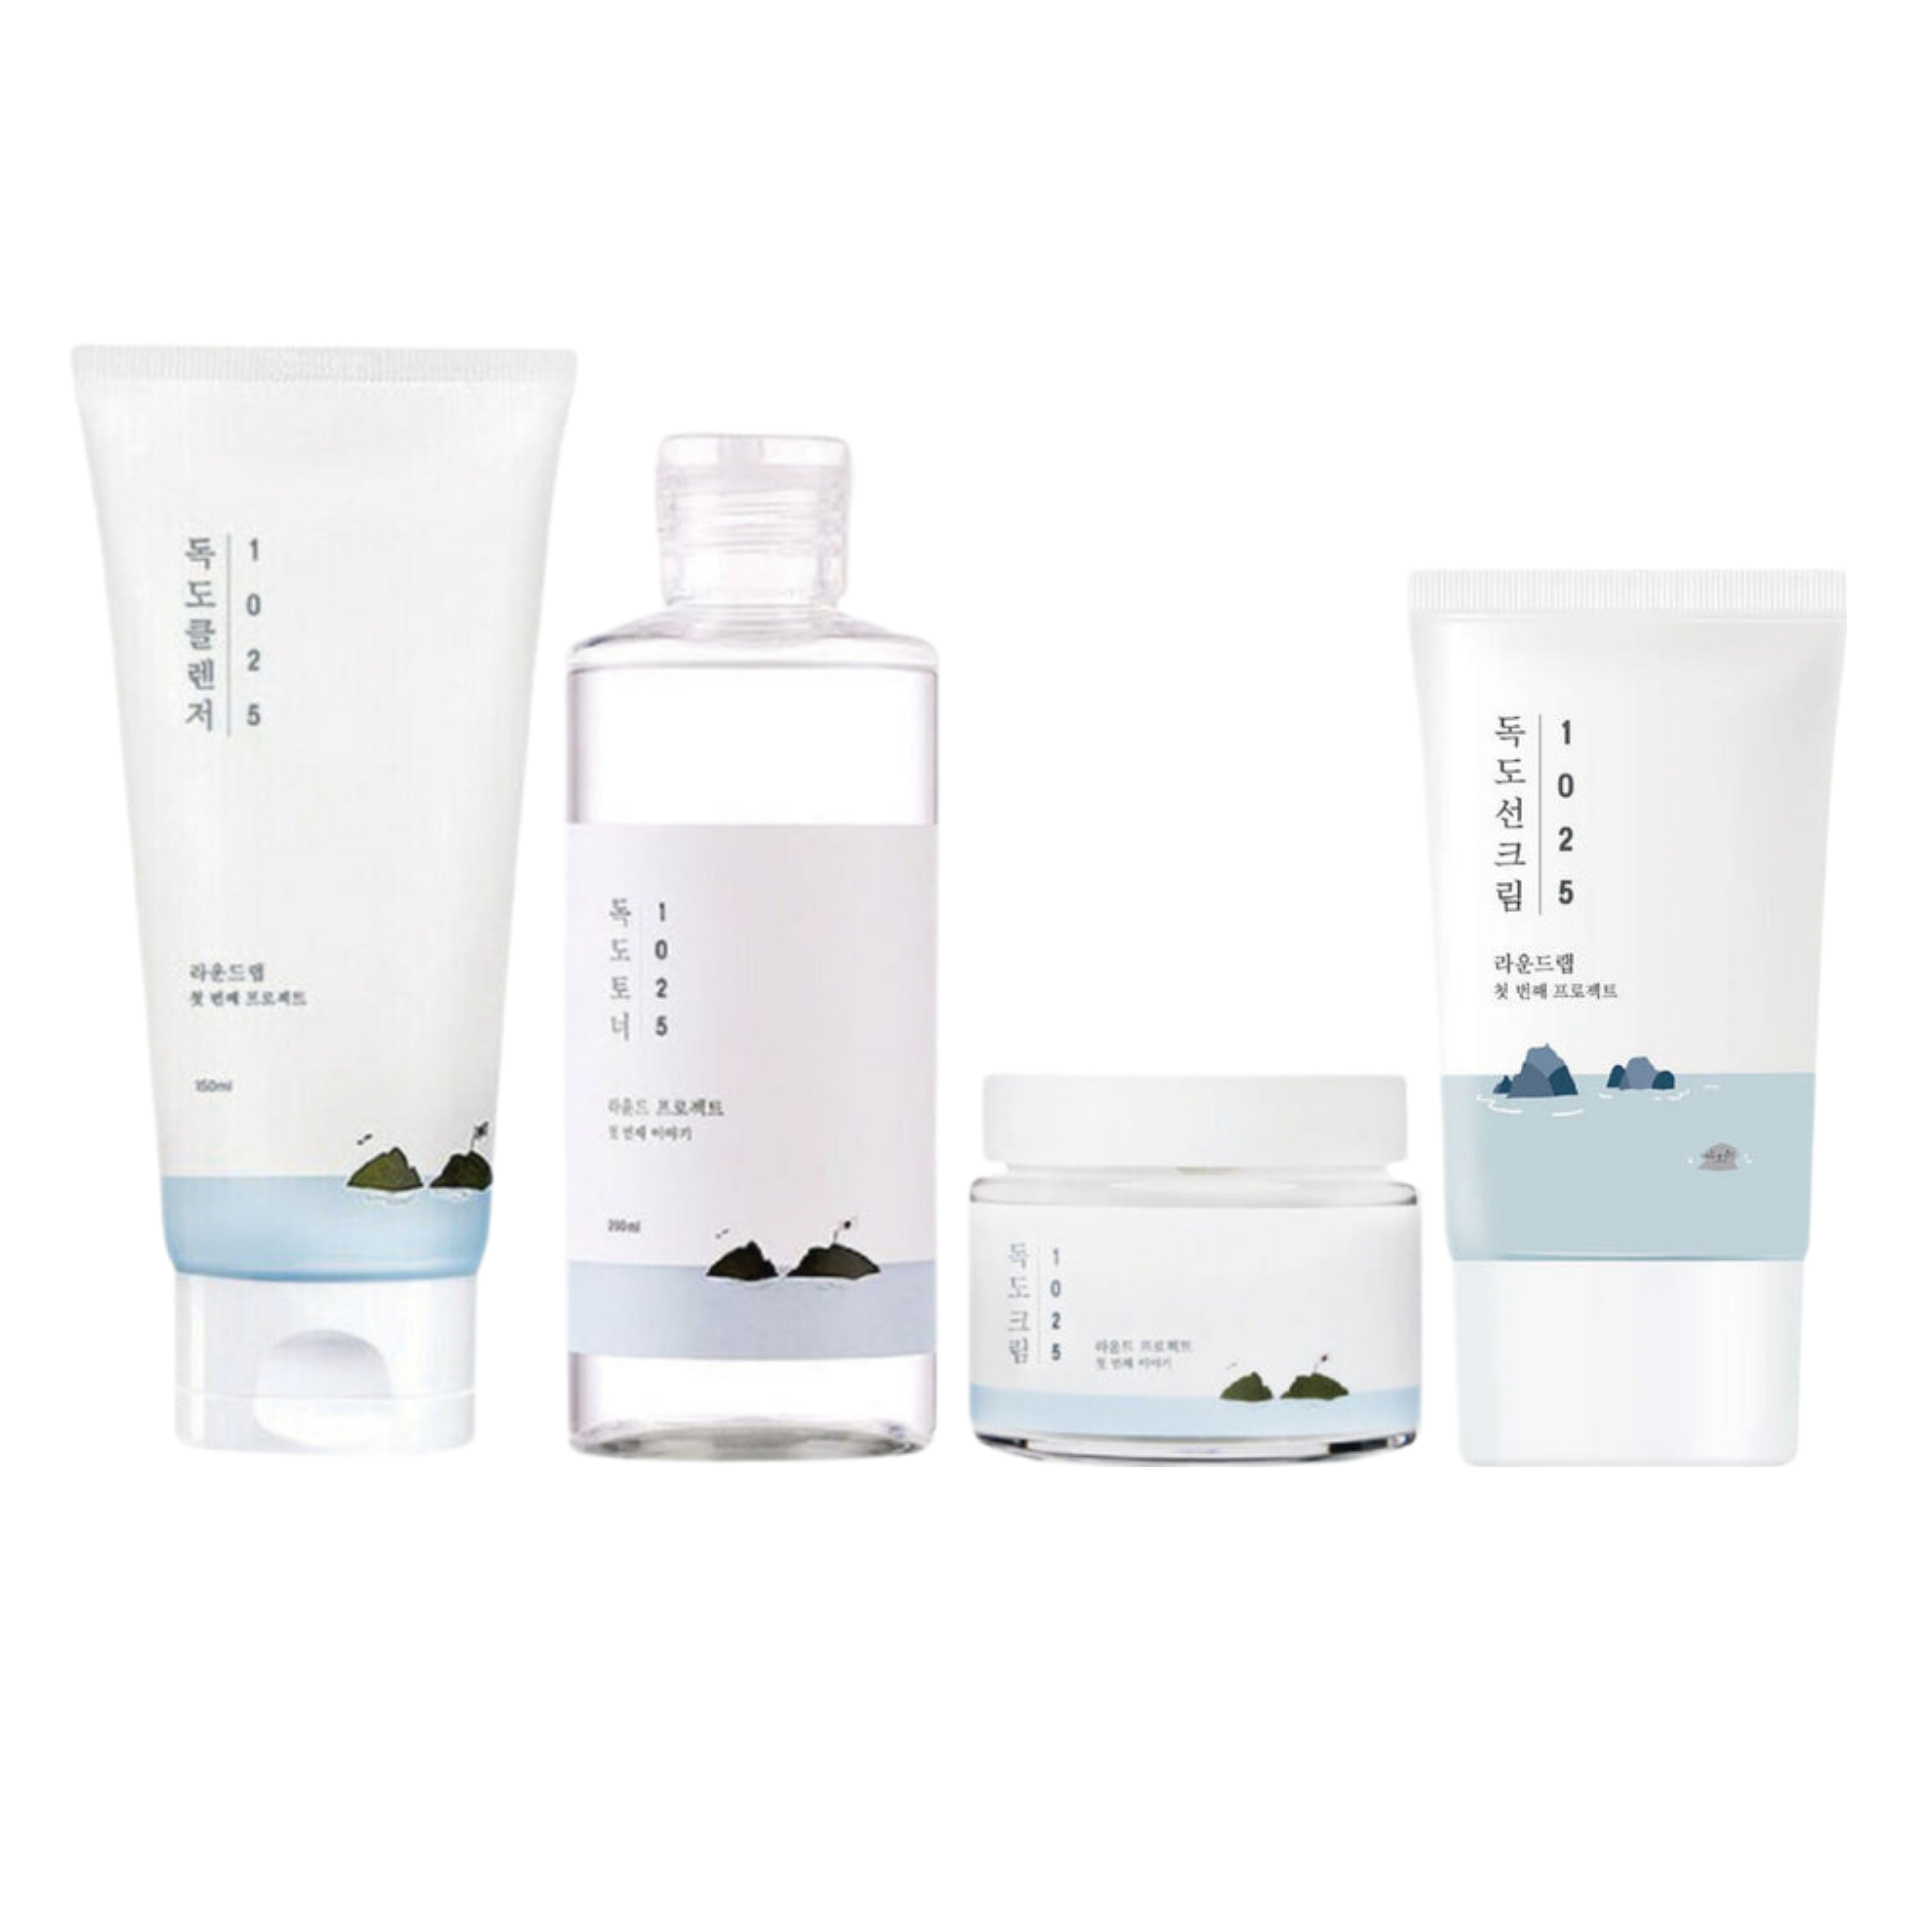 독도클렌저
1025
라운드랩
첫 번째 프로젝트
150ml
독도토너
1025
라운드 프로젝트
첫 번째 이야기
200ml
독도크림
1025
라운드 프로젝트
첫 번째 이야기
독도선크림
1025
라운드랩
첫 번째 프로젝트